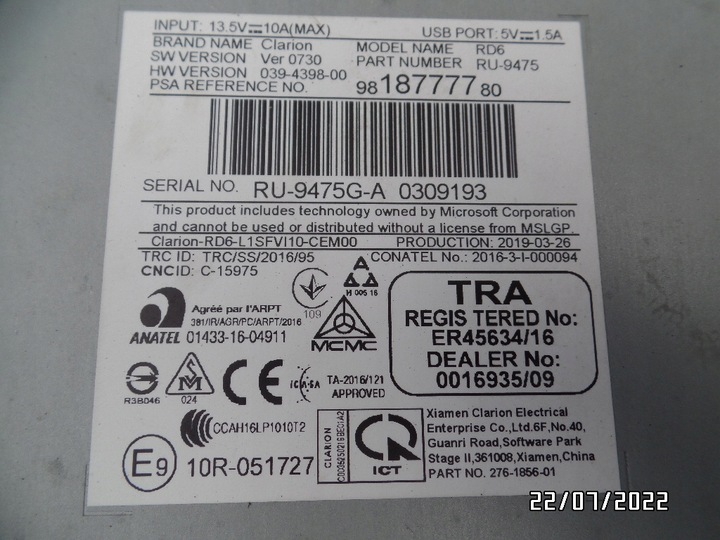 INPUT: 13.5V⎓10A(MAX) USB PORT: 5V⎓1.5A
BRAND NAME Clarion MODEL NAME RD6
SW VERSION Ver 0730 PART NUMBER RU-9475
HW VERSION 039-4398-00
PSA REFERENCE NO. 98 187777 80
SERIAL NO. RU-9475G-A 0309193
This product includes technology owned by Microsoft Corporation
and cannot be used or distributed without a license from MSLGP.
Clarion-RD6-L1SFVI10-CEM00 PRODUCTION: 2019-03-26
TRC ID: TRC/SS/2016/95 CONATEL No.: 2016-3-I-000094
CNCID: C-15975
Agréé par l'ARPT
381/IR/AGR/PC/ARPT/2016
ANATEL 01433-16-04911
109
H 005 16
MCMC
TRA
REGIS TERED No:
ER45634/16
DEALER No:
0016935/09
R3B046
024
CE
ICASA
TA-2016/121
APPROVED
CCAH16LP1010T2
E9 10R-051727
CLARION
ICT
Xiamen Clarion Electrical
Enterprise Co.,Ltd.6F,No.40,
Guanri Road,Software Park
Stage II,361008,Xiamen,China
PART NO. 276-1856-01
22/07/2022